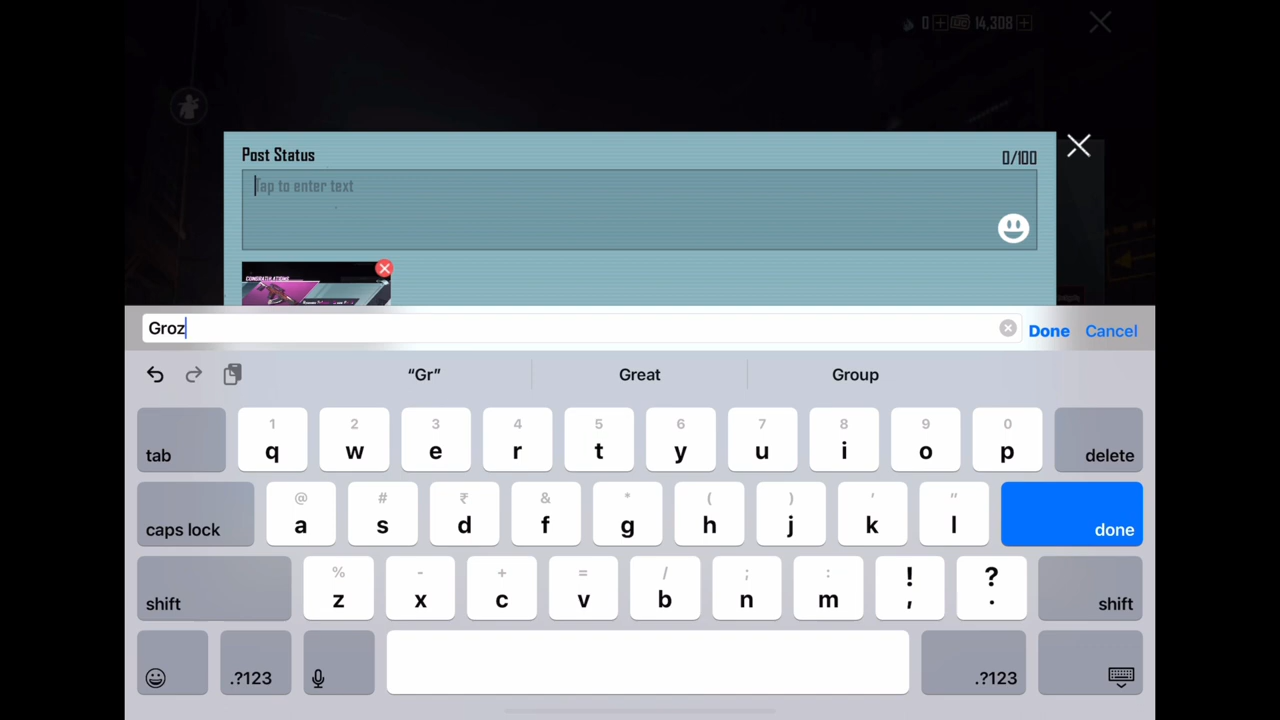 0 14,308
Post Status
0/100
Tap to enter text
CONGRATULATIONS
Groz
Done Cancel
“Gr” Great Group
1 2 3 4 5 6 7 8 9 0
tab q w e r t y u i o p delete
@ # ₹ & * ( ) ' "
caps lock a s d f g h j k l done
% - + = / ; : ! ?
shift z x c v b n m , . shift
.?123 .?123